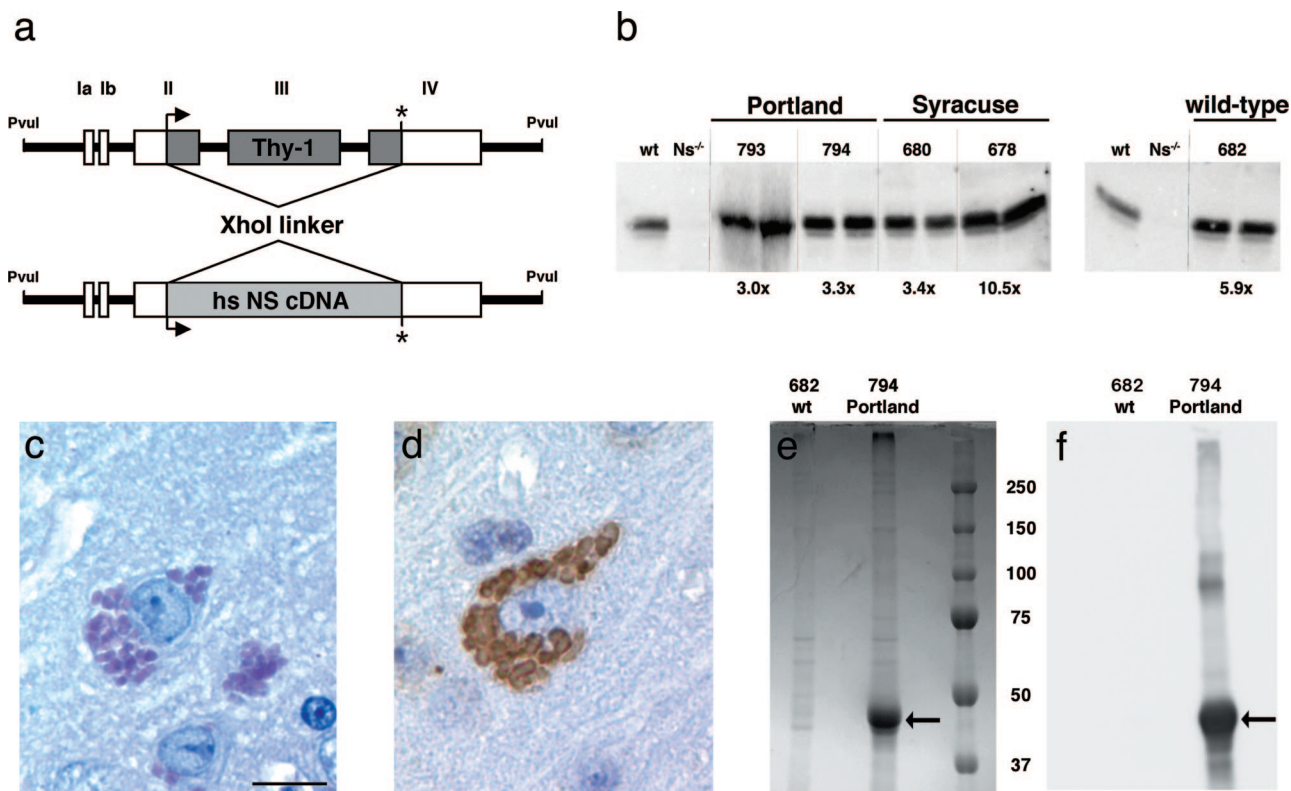 a
Ia Ib II III IV
PvuI PvuI
*
Thy-1
XhoI linker
PvuI PvuI
hs NS cDNA
*
b
Portland Syracuse wild-type
wt Ns-/- 793 794 680 678 wt Ns-/- 682
3.0x 3.3x 3.4x 10.5x 5.9x
c
d
682 794
wt Portland
e
250
150
100
75
50
37
682 794
wt Portland
f